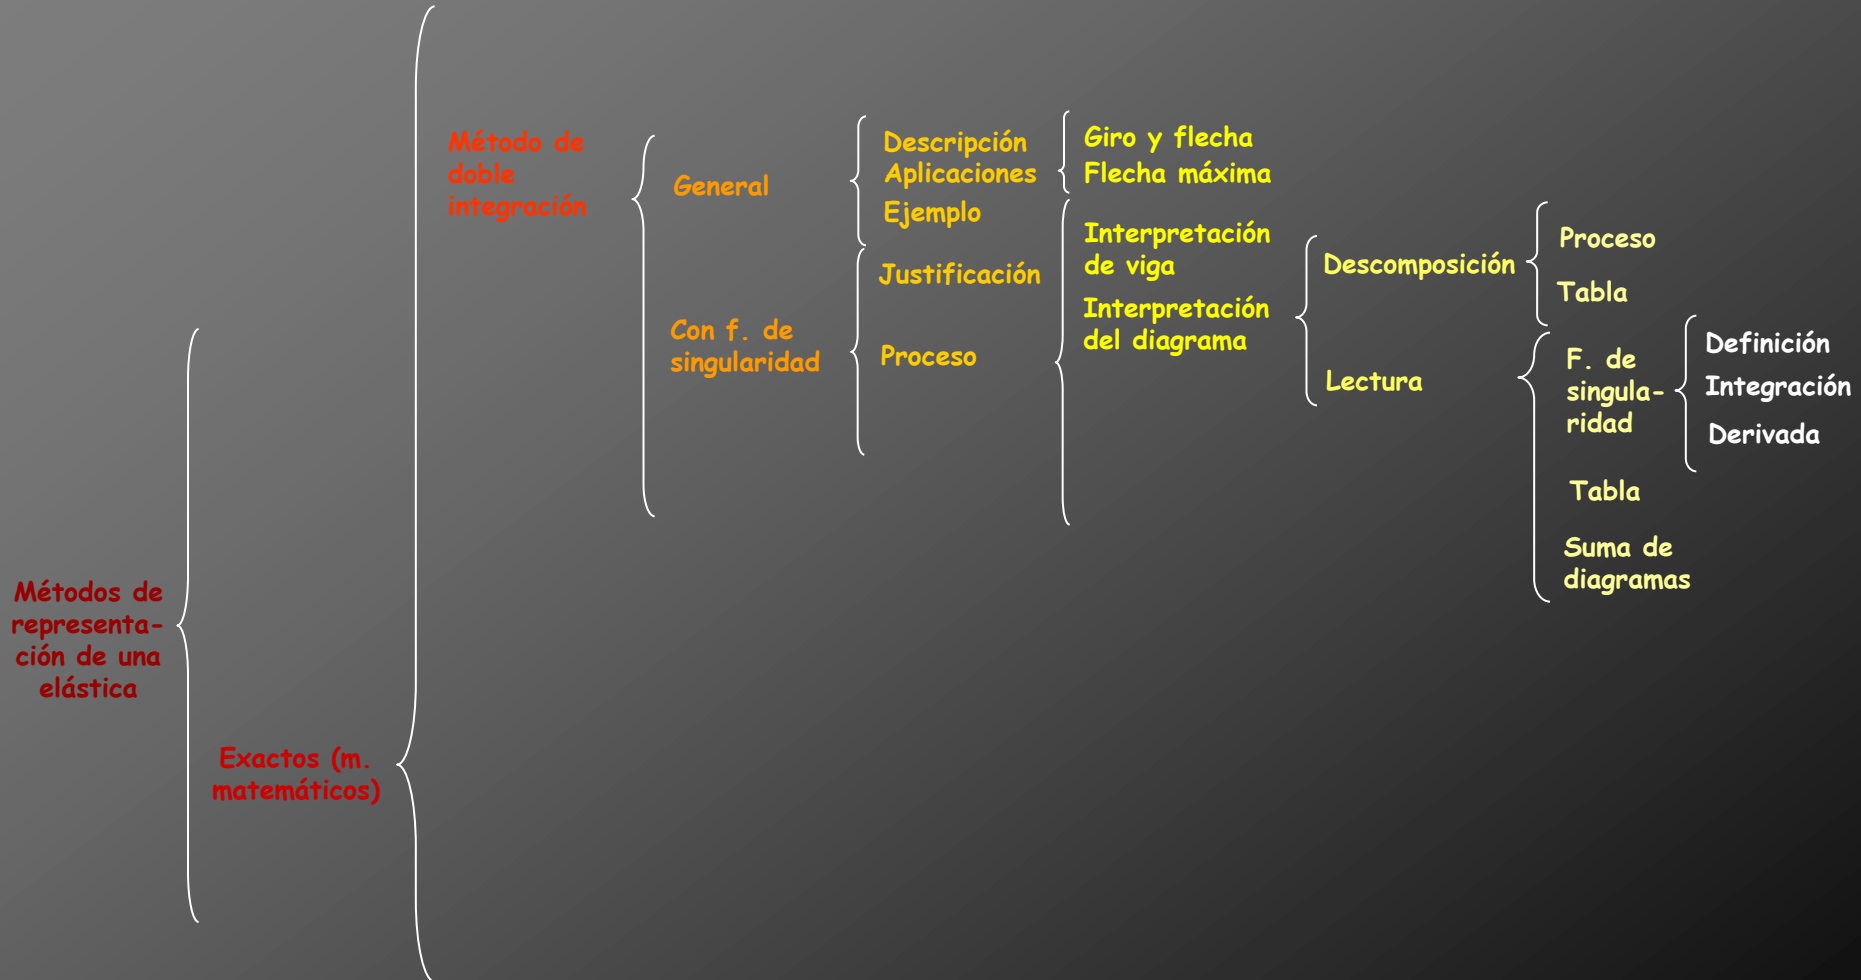 Métodos de
representa-
ción de una
elástica
Exactos (m.
matemáticos)
Método de
doble
integración
General
Descripción
Aplicaciones
Ejemplo
Giro y flecha
Flecha máxima
Con f. de
singularidad
Justificación
Proceso
Interpretación
de viga
Interpretación
del diagrama
Descomposición
Proceso
Tabla
Lectura
F. de
singula-
ridad
Definición
Integración
Derivada
Tabla
Suma de
diagramas